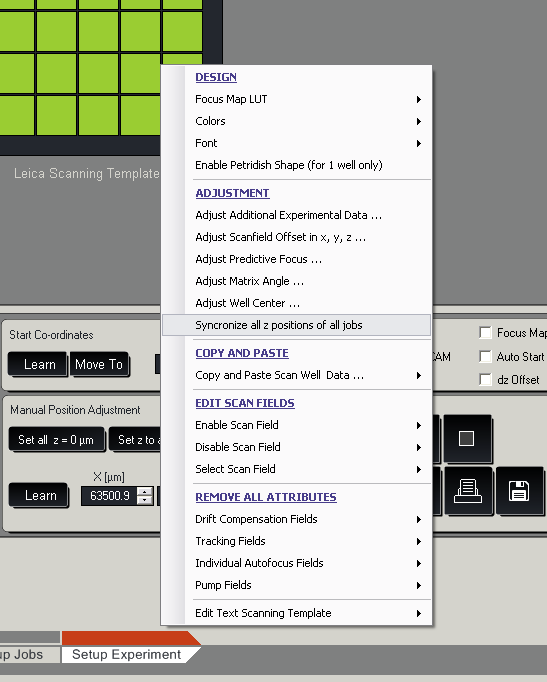 Leica Scanning Template
DESIGN
Focus Map LUT
Colors
Font
Enable Petridish Shape (for 1 well only)
ADJUSTMENT
Adjust Additional Experimental Data ...
Adjust Scanfield Offset in x, y, z ...
Adjust Predictive Focus ...
Adjust Matrix Angle ...
Adjust Well Center ...
Syncronize all z positions of all jobs
COPY AND PASTE
Copy and Paste Scan Well Data ...
EDIT SCAN FIELDS
Enable Scan Field
Disable Scan Field
Select Scan Field
REMOVE ALL ATTRIBUTES
Drift Compensation Fields
Tracking Fields
Individual Autofocus Fields
Pump Fields
Edit Text Scanning Template
Start Co-ordinates
Learn Move To
Manual Position Adjustment
Set all z = 0 µm Set z to a
X [µm]
Learn 63500.9
AM
Focus Map
Auto Start
dz Offset
up Jobs Setup Experiment